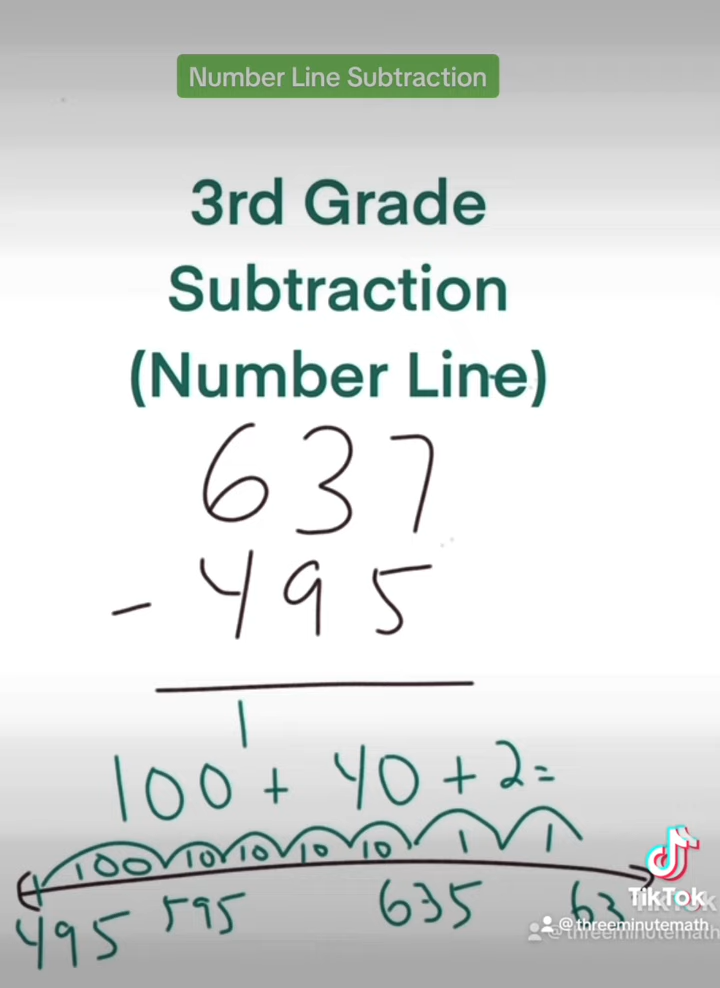 Number Line Subtraction
3rd Grade
Subtraction
(Number Line)
637
- 495
1
100 + 40 + 2=
100 10 10 10 10 1 1
495 595 635 63
TikTok
@threeminutemath